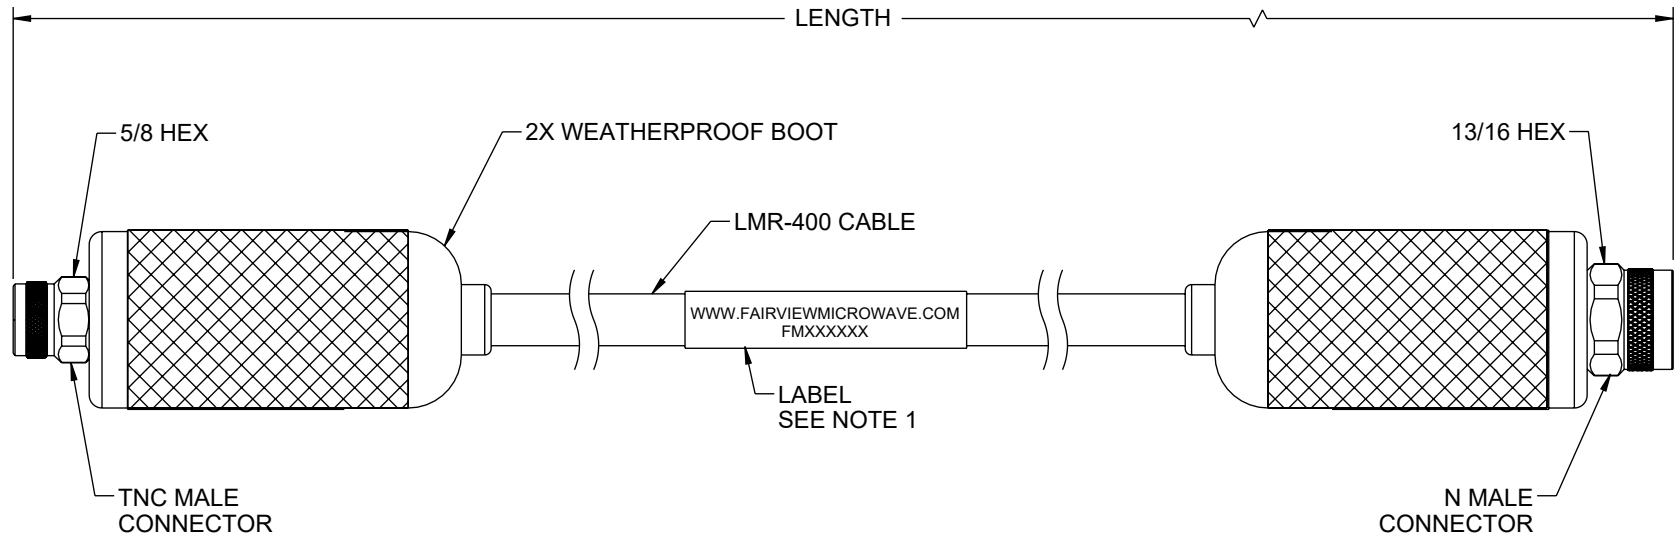 LENGTH
5/8 HEX
2X WEATHERPROOF BOOT
13/16 HEX
LMR-400 CABLE
WWW.FAIRVIEWMICROWAVE.COM
FMXXXXXX
LABEL
SEE NOTE 1
TNC MALE
CONNECTOR
N MALE
CONNECTOR